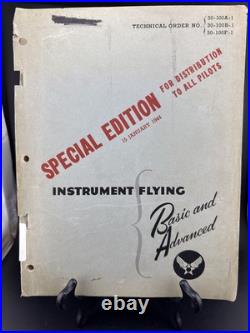 TECHNICAL ORDER NO. { 30-100A-1
30-100B-1
30-100F-1
SPECIAL EDITION
15 JANUARY 1944
FOR DISTRIBUTION
TO ALL PILOTS
INSTRUMENT FLYING
Basic and
Advanced